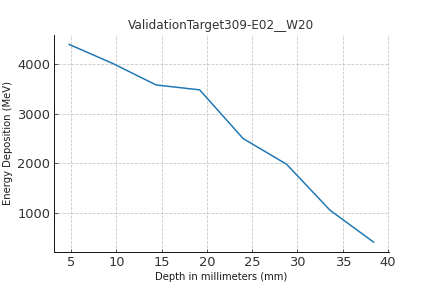 ValidationTarget309-E02__W20
Energy Deposition (MeV)
4000
3000
2000
1000
5 10 15 20 25 30 35 40
Depth in millimeters (mm)